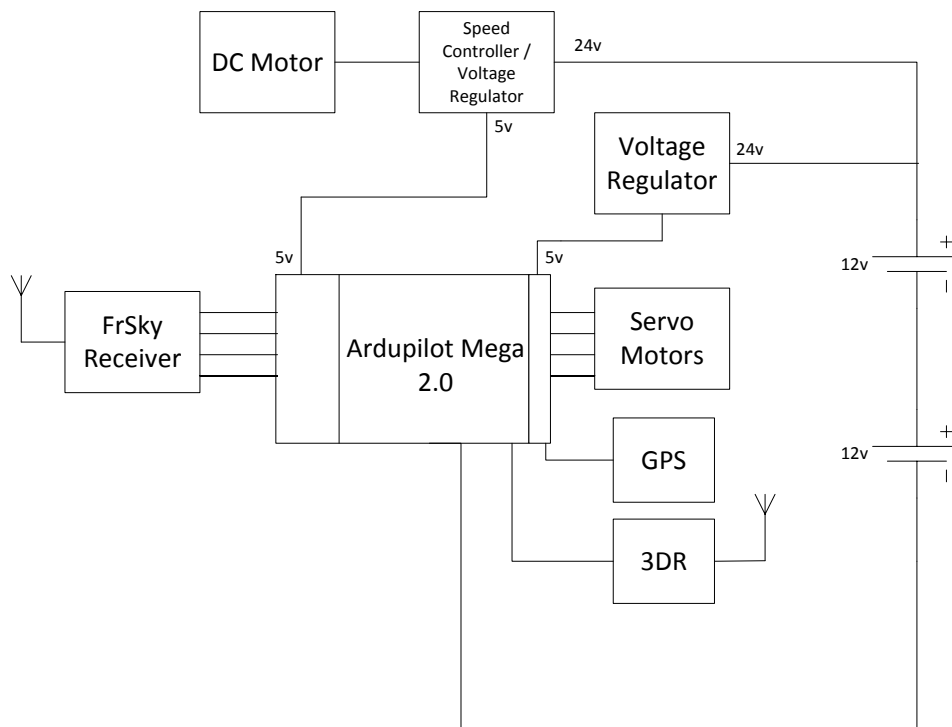 DC Motor
Speed
Controller /
Voltage
Regulator
24v
5v
Voltage
Regulator
24v
5v
5v
12v
+
–
FrSky
Receiver
Ardupilot Mega
2.0
Servo
Motors
12v
+
–
GPS
3DR